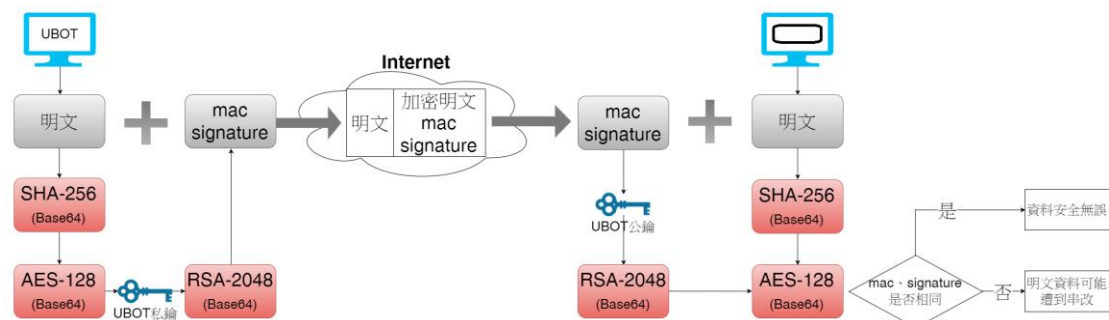 UBOT
明文
mac
signature
SHA-256
(Base64)
AES-128
(Base64)
UBOT私鑰
RSA-2048
(Base64)
Internet
明文
加密明文
mac
signature
mac
signature
UBOT公鑰
RSA-2048
(Base64)
明文
SHA-256
(Base64)
AES-128
(Base64)
mac、signature
是否相同
是
資料安全無誤
否
明文資料可能
遭到串改